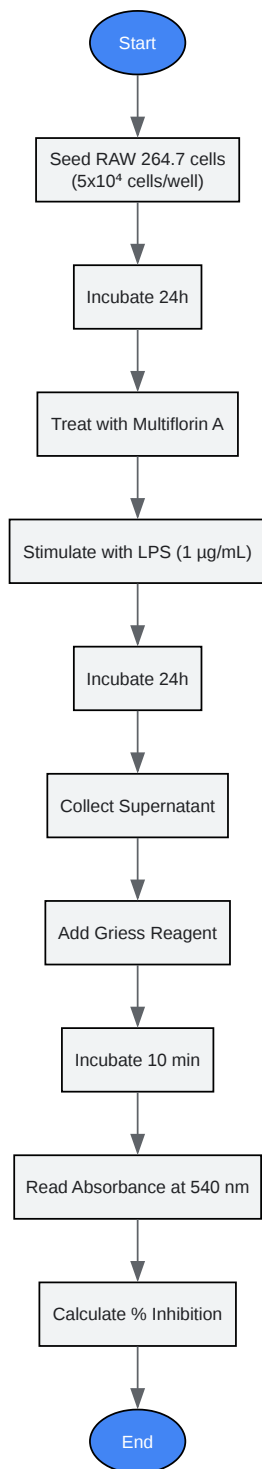 Start
Seed RAW 264.7 cells
(5x10⁴ cells/well)
Incubate 24h
Treat with Multiflorin A
Stimulate with LPS (1 µg/mL)
Incubate 24h
Collect Supernatant
Add Griess Reagent
Incubate 10 min
Read Absorbance at 540 nm
Calculate % Inhibition
End